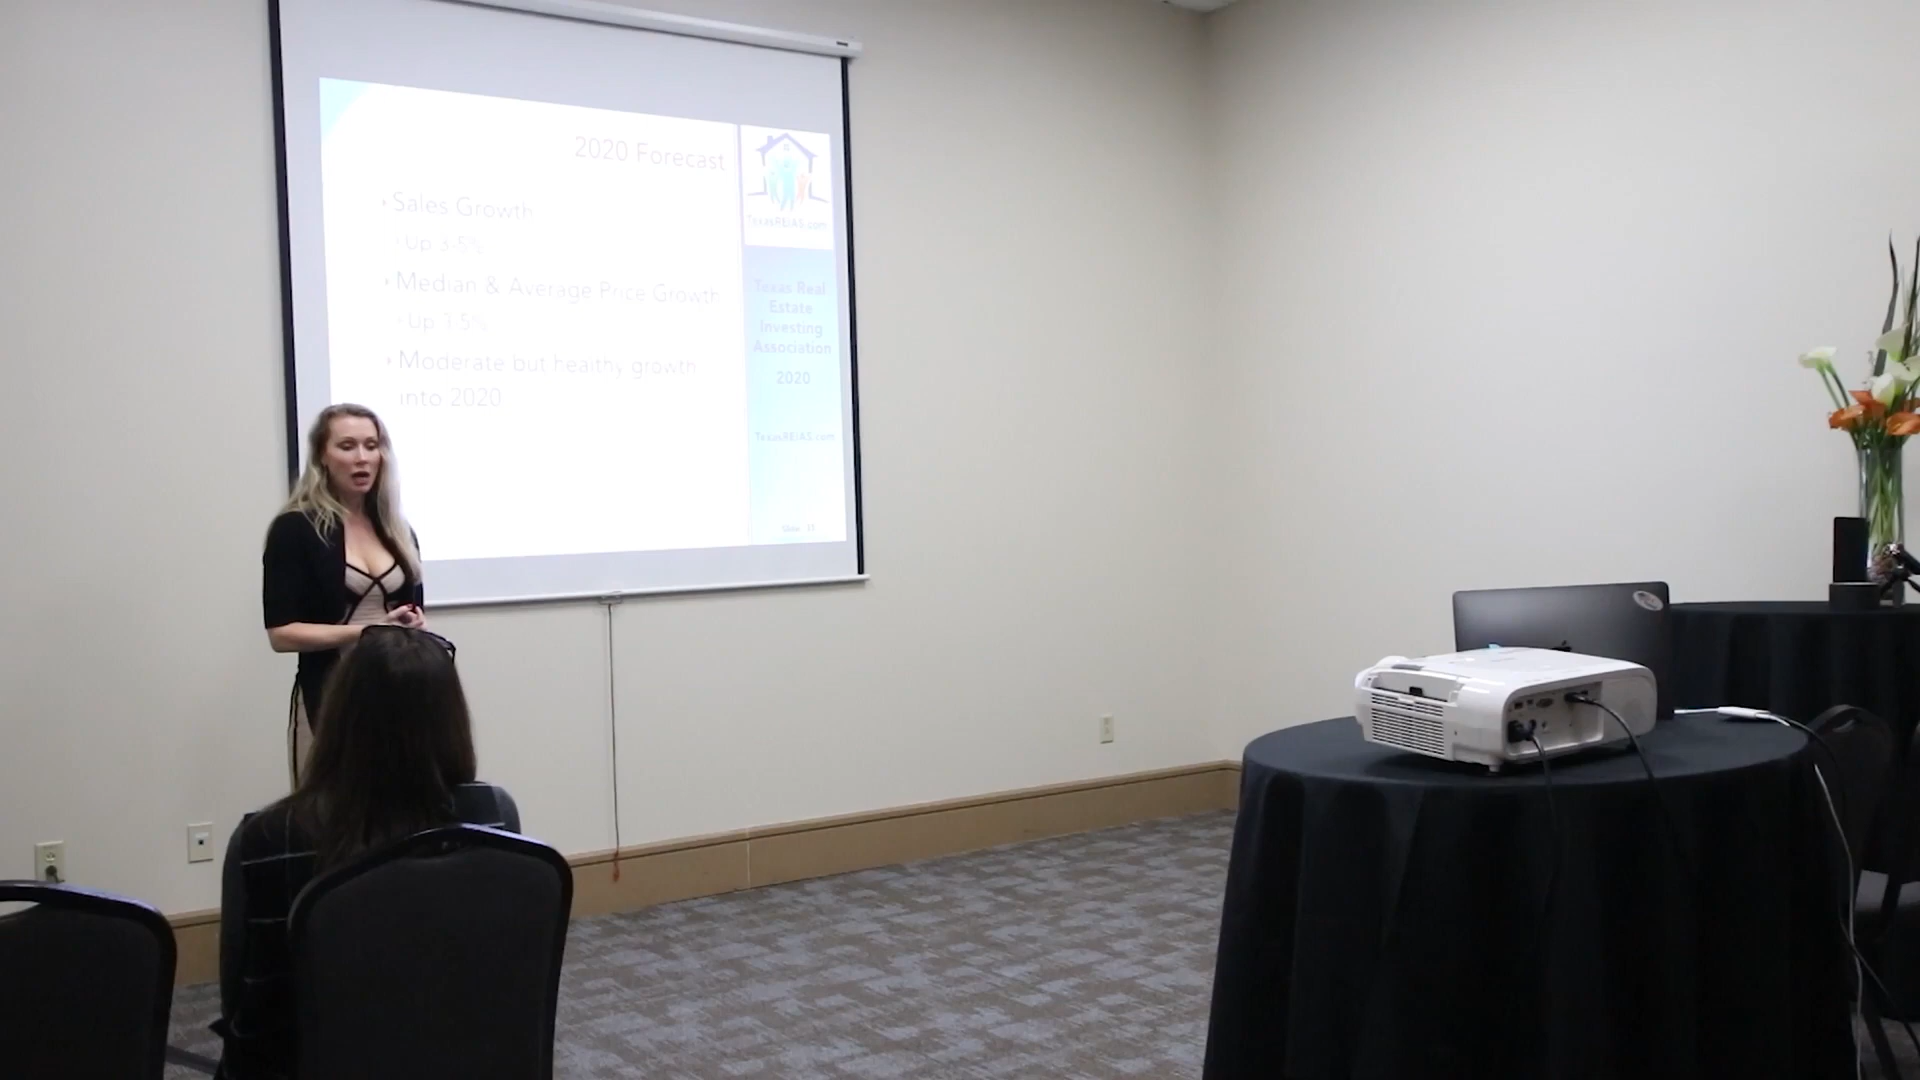 2020 Forecast
Sales Growth
Up 3-5%
Median & Average Price Growth
Up 3-5%
Moderate but healthy growth
into 2020
TexasREIAS.com
Texas Real
Estate
Investing
Association
2020
TexasREIAS.com
Slide